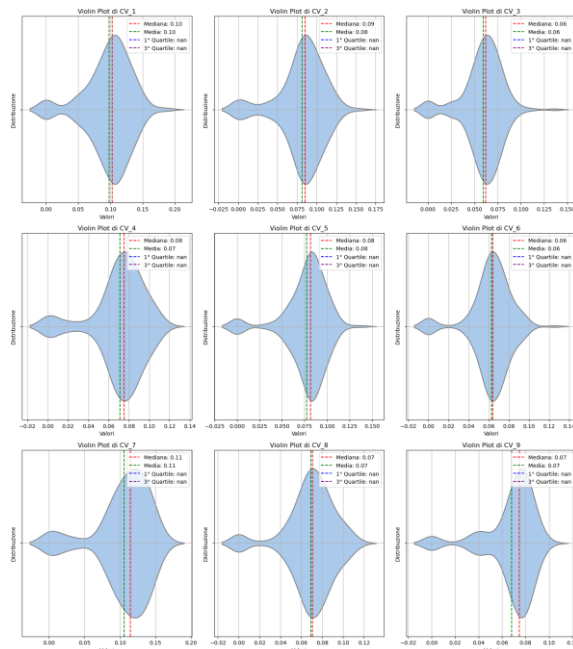 Violin Plot di CV_1
Mediana: 0.10
Media: 0.10
1° Quartile: nan
3° Quartile: nan
Distribuzione
0.00 0.05 0.10 0.15 0.20
Valori
Violin Plot di CV_2
Mediana: 0.09
Media: 0.08
1° Quartile: nan
3° Quartile: nan
Distribuzione
−0.025 0.000 0.025 0.050 0.075 0.100 0.125 0.150 0.175
Valori
Violin Plot di CV_3
Mediana: 0.06
Media: 0.06
1° Quartile: nan
3° Quartile: nan
Distribuzione
0.000 0.025 0.050 0.075 0.100 0.125 0.150
Valori
Violin Plot di CV_4
Mediana: 0.08
Media: 0.07
1° Quartile: nan
3° Quartile: nan
Distribuzione
−0.02 0.00 0.02 0.04 0.06 0.08 0.10 0.12 0.14
Valori
Violin Plot di CV_5
Mediana: 0.08
Media: 0.08
1° Quartile: nan
3° Quartile: nan
Distribuzione
−0.025 0.000 0.025 0.050 0.075 0.100 0.125 0.150
Valori
Violin Plot di CV_6
Mediana: 0.06
Media: 0.06
1° Quartile: nan
3° Quartile: nan
Distribuzione
−0.02 0.00 0.02 0.04 0.06 0.08 0.10 0.12 0.14
Valori
Violin Plot di CV_7
Mediana: 0.11
Media: 0.11
1° Quartile: nan
3° Quartile: nan
Distribuzione
0.00 0.05 0.10 0.15 0.20
Violin Plot di CV_8
Mediana: 0.07
Media: 0.07
1° Quartile: nan
3° Quartile: nan
Distribuzione
−0.02 0.00 0.02 0.04 0.06 0.08 0.10 0.12
Violin Plot di CV_9
Mediana: 0.07
Media: 0.07
1° Quartile: nan
3° Quartile: nan
Distribuzione
−0.02 0.00 0.02 0.04 0.06 0.08 0.10 0.12